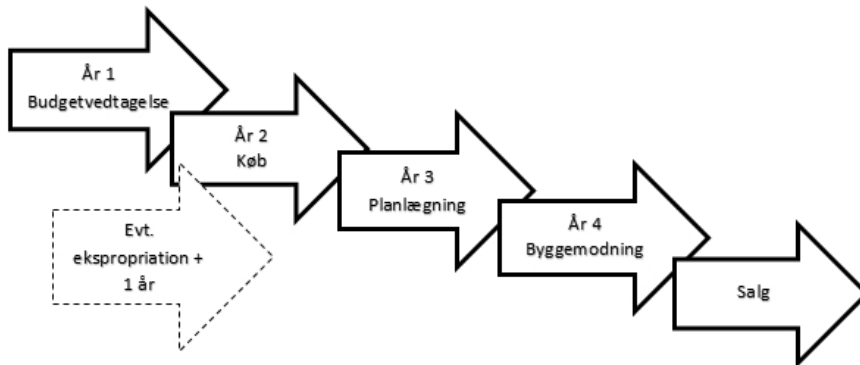 År 1
Budgetvedtagelse
År 2
Køb
År 3
Planlægning
Evt.
ekspropriation +
1 år
År 4
Byggemodning
Salg